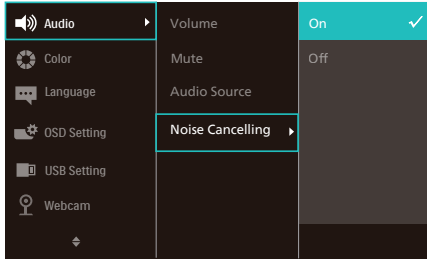 Audio
Color
Language
OSD Setting
USB Setting
Webcam
Volume
Mute
Audio Source
Noise Cancelling
On
Off